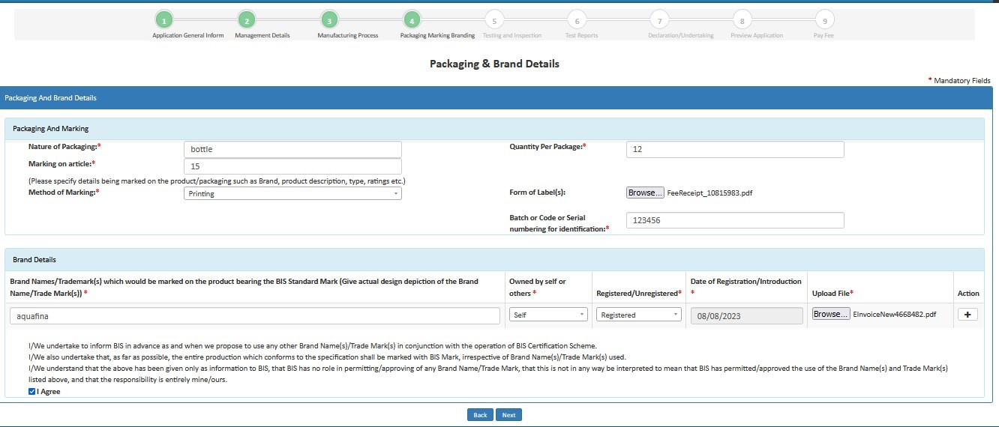 1 2 3 4 5 6 7 8 9
Application General Inform Management Details Manufacturing Process Packaging Marking Branding Testing and Inspection Test Reports Declaration/Undertaking Preview Application Pay Fee
Packaging & Brand Details
* Mandatory Fields
Packaging And Brand Details
Packaging And Marking
Nature of Packaging:* bottle Quantity Per Package:* 12
Marking on article:* 15
(Please specify details being marked on the product/packaging such as Brand, product description, type, ratings etc.)
Method of Marking:* Printing Form of Label(s): Browse... FeeReceipt_10815983.pdf
Batch or Code or Serial
numbering for identification:* 123456
Brand Details
Brand Names/Trademark(s) which would be marked on the product bearing the BIS Standard Mark (Give actual design depiction of the Brand
Name/Trade Mark(s)) *
Owned by self or
others *
Registered/Unregistered*
Date of Registration/Introduction
*
Upload File*
Action
aquafina Self Registered 08/08/2023 Browse... EInvoiceNew4668482.pdf +
I/We undertake to inform BIS in advance as and when we propose to use any other Brand Name(s)/Trade Mark(s) in conjunction with the operation of BIS Certification Scheme.
I/We also undertake that, as far as possible, the entire production which conforms to the specification shall be marked with BIS Mark, irrespective of Brand Name(s)/Trade Mark(s) used.
I/We understand that the above has been given only as information to BIS, that BIS has no role in permitting/approving of any Brand Name/Trade Mark, that this is not in any way be interpreted to mean that BIS has permitted/approved the use of the Brand Name(s) and Trade Mark(s)
listed above, and that the responsibility is entirely mine/ours.
I Agree
Back Next